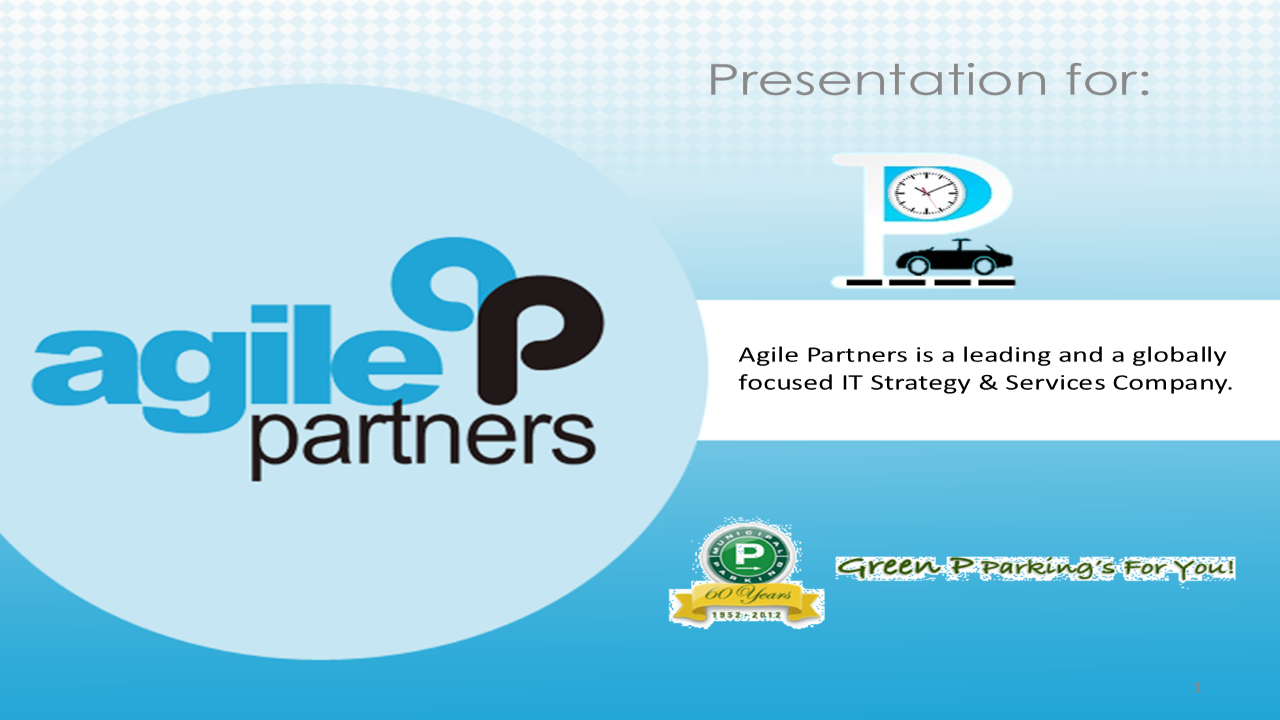 Presentation for:
agile
partners
Agile Partners is a leading and a globally
focused IT Strategy & Services Company.
MUNICIPAL
P
PARKING
60 Years
1952 - 2012
Green P Parking's For You!
1